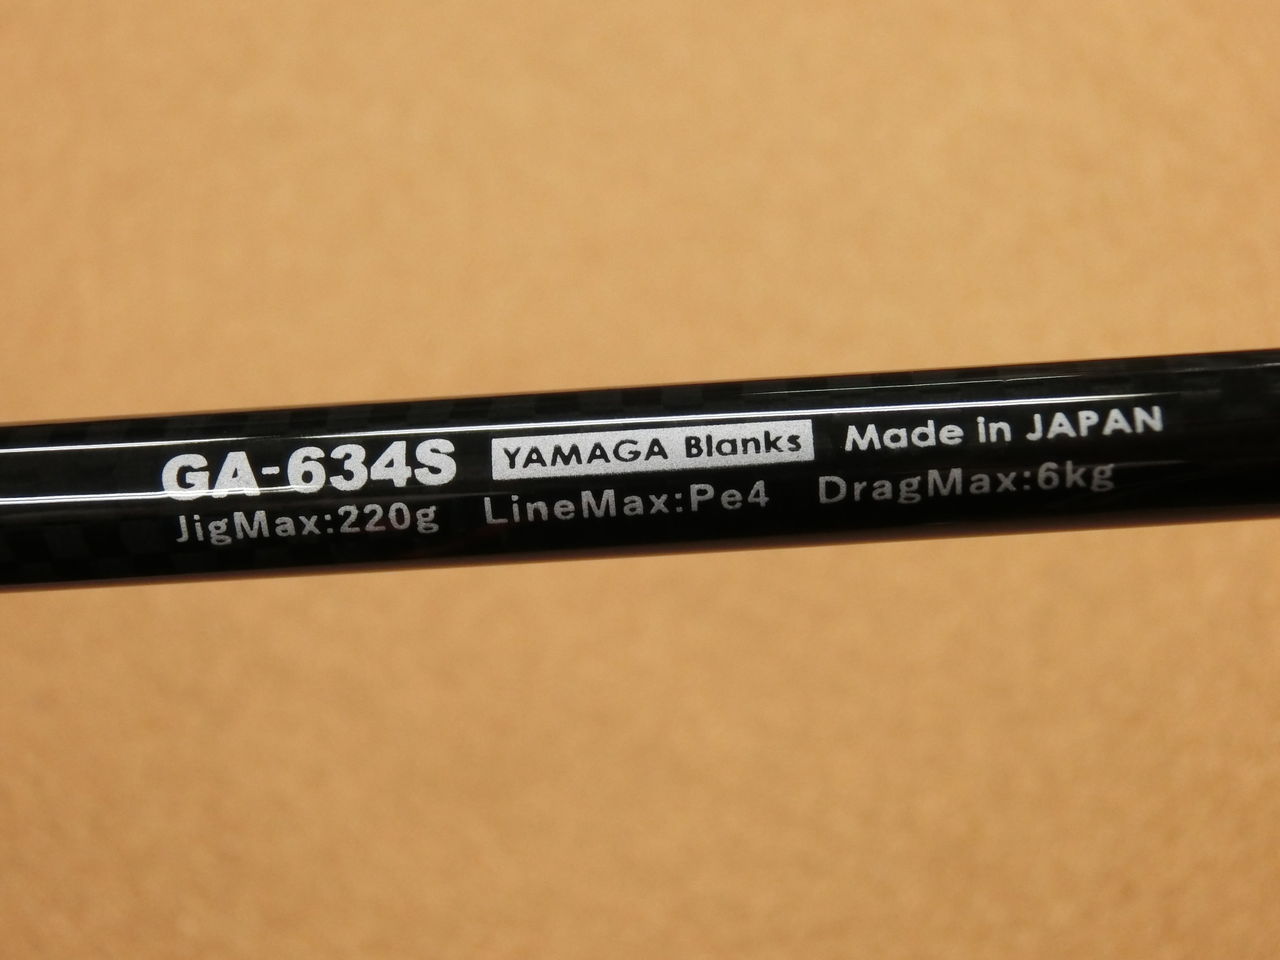 GA-634S YAMAGA Blanks Made in JAPAN
JigMax:220g LineMax:Pe4 DragMax:6kg